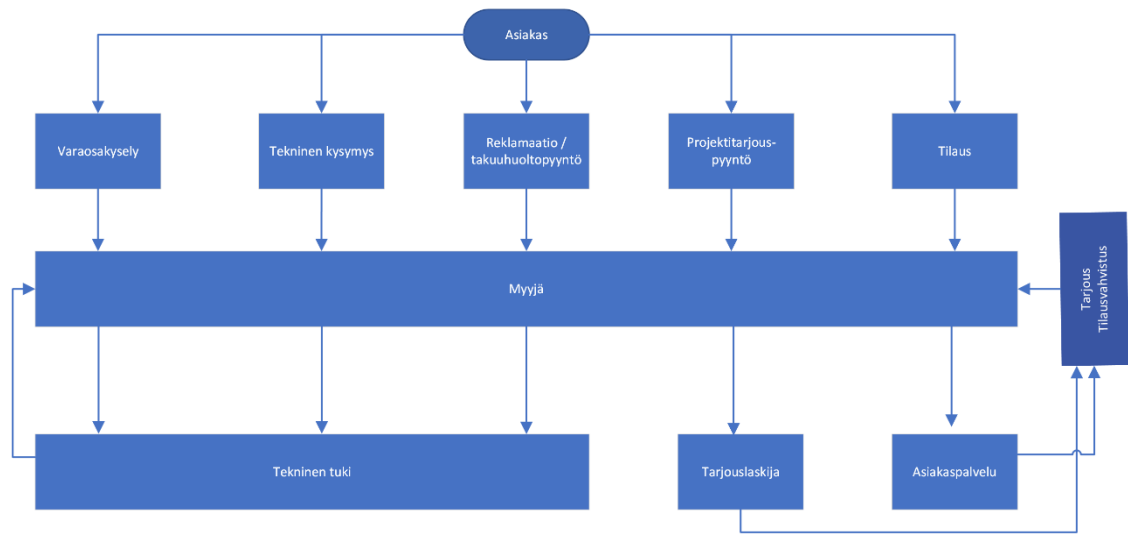 Asiakas
Varaosakysely
Tekninen kysymys
Reklamaatio /
takuuhuoltopyyntö
Projektitarjous-
pyyntö
Tilaus
Myyjä
Tarjous
Tilausvahvistus
Tekninen tuki
Tarjouslaskija
Asiakaspalvelu